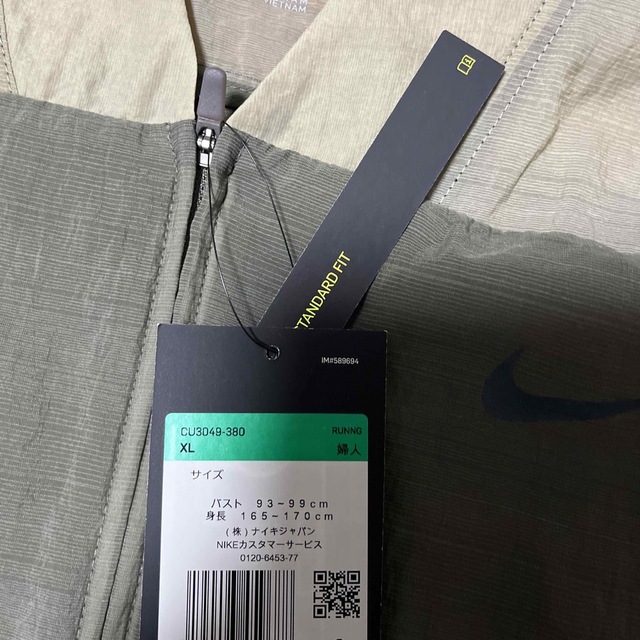 VIETNAM
STANDARD FIT
IM#589694
CU3049-380 RUNNG
XL 婦人
サイズ
バスト 93~99cm
身長 165~170cm
(株)ナイキジャパン
NIKEカスタマーサービス
0120-6453-77